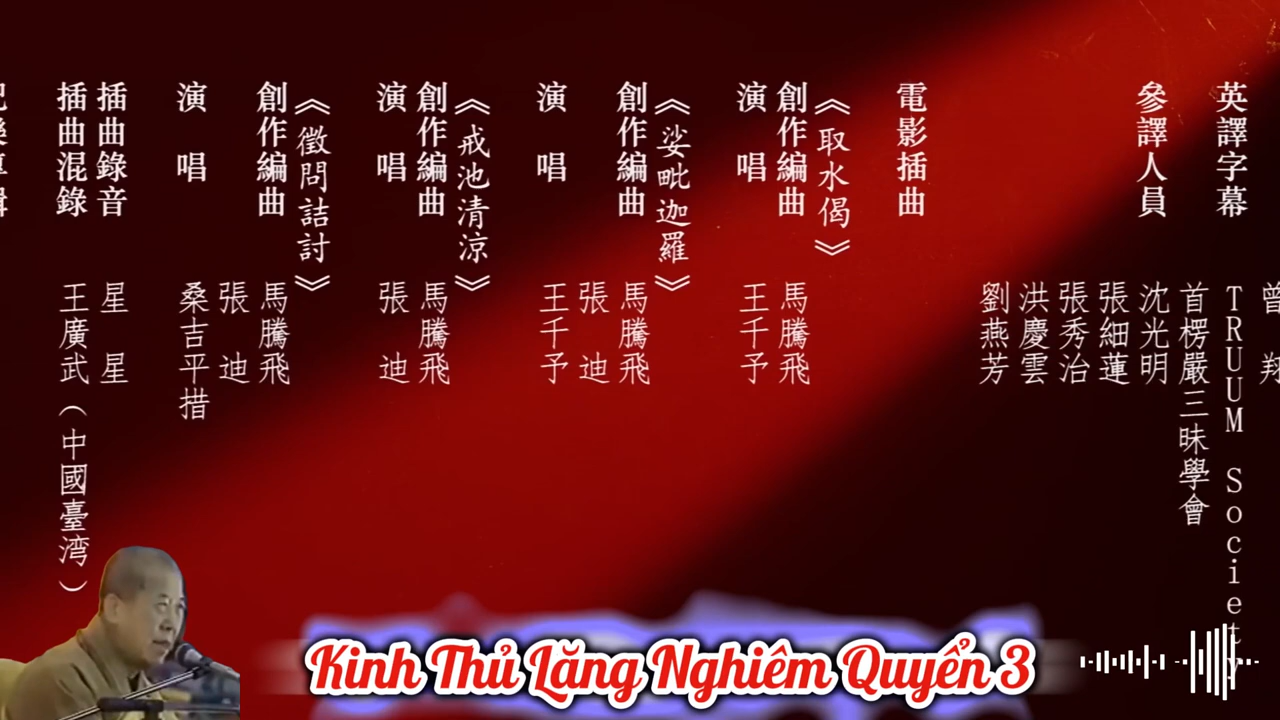 英譯字幕
TRUUM Society
首楞嚴三昧學會
參譯人員
沈光明
張細蓮
張秀治
洪慶雲
劉燕芳
電影插曲
《取水偈》
創作編曲 馬騰飛
演唱 王千予
《娑毗迦羅》
創作編曲 馬騰飛
張迪
演唱 王千予
《戒池清涼》
創作編曲 馬騰飛
演唱 張迪
《徵問詰討》
創作編曲 馬騰飛
張迪
演唱 桑吉平措
插曲錄音 星星
插曲混錄 王廣武（中國臺湾）
Kinh Thủ Lăng Nghiêm Quyển 3